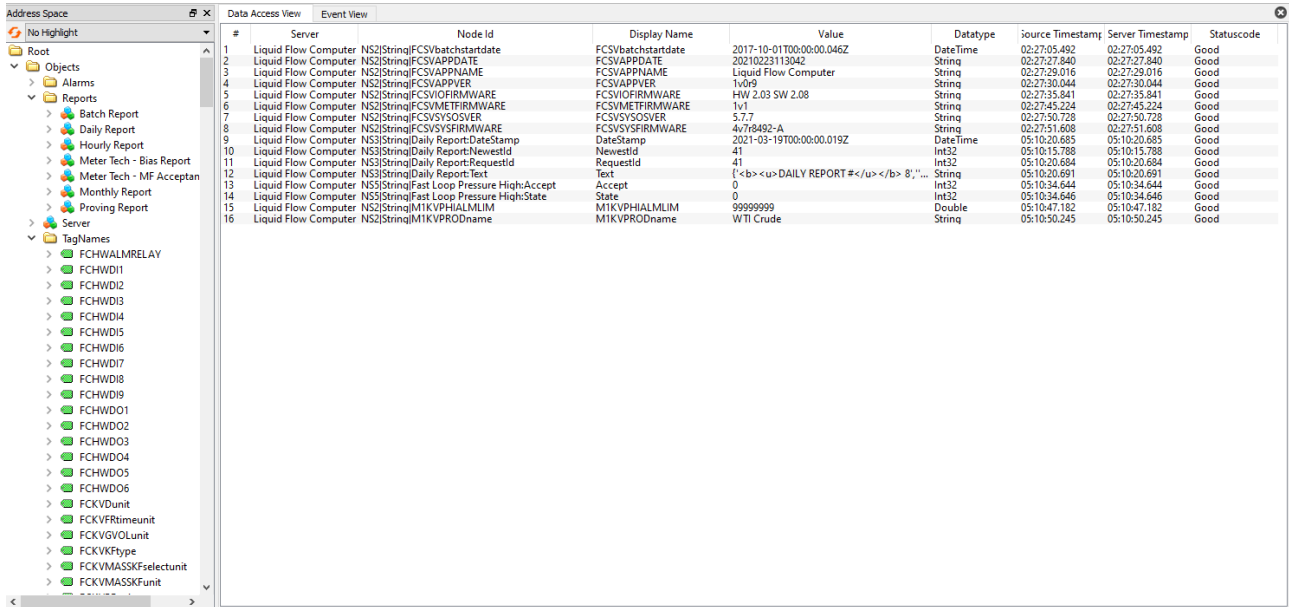 Address Space
No Highlight
Root
Objects
Alarms
Reports
Batch Report
Daily Report
Hourly Report
Meter Tech - Bias Report
Meter Tech - MF Acceptan
Monthly Report
Proving Report
Server
TagNames
FCHWALMRELAY
FCHWDI1
FCHWDI2
FCHWDI3
FCHWDI4
FCHWDI5
FCHWDI6
FCHWDI7
FCHWDI8
FCHWDI9
FCHWDO1
FCHWDO2
FCHWDO3
FCHWDO4
FCHWDO5
FCHWDO6
FCKVDunit
FCKVFRtimeunit
FCKVGVOLunit
FCKVKFtype
FCKVMASSKFselectunit
FCKVMASSKFunit
Data Access View Event View
# Server Node Id Display Name Value Datatype ource Timestamp Server Timestamp Statuscode
1 Liquid Flow Computer NS2|String|FCSVbatchstartdate FCSVbatchstartdate 2017-10-01T00:00:00.046Z DateTime 02:27:05.492 02:27:05.492 Good
2 Liquid Flow Computer NS2|String|FCSVAPPDATE FCSVAPPDATE 20210223113042 String 02:27:27.840 02:27:27.840 Good
3 Liquid Flow Computer NS2|String|FCSVAPPNAME FCSVAPPNAME Liquid Flow Computer String 02:27:29.016 02:27:29.016 Good
4 Liquid Flow Computer NS2|String|FCSVAPPVER FCSVAPPVER 1v0r9 String 02:27:30.044 02:27:30.044 Good
5 Liquid Flow Computer NS2|String|FCSVIOFIRMWARE FCSVIOFIRMWARE HW 2.03 SW 2.08 String 02:27:35.841 02:27:35.841 Good
6 Liquid Flow Computer NS2|String|FCSVMETFIRMWARE FCSVMETFIRMWARE 1v1 String 02:27:45.224 02:27:45.224 Good
7 Liquid Flow Computer NS2|String|FCSVSYSOSVER FCSVSYSOSVER 5.7.7 String 02:27:50.728 02:27:50.728 Good
8 Liquid Flow Computer NS2|String|FCSVSYSFIRMWARE FCSVSYSFIRMWARE 4v7r8492-A String 02:27:51.608 02:27:51.608 Good
9 Liquid Flow Computer NS3|String|Daily Report:DateStamp DateStamp 2021-03-19T00:00:00.019Z DateTime 05:10:20.685 05:10:20.685 Good
10 Liquid Flow Computer NS3|String|Daily Report:NewestId NewestId 41 Int32 05:10:15.788 05:10:15.788 Good
11 Liquid Flow Computer NS3|String|Daily Report:RequestId RequestId 41 Int32 05:10:20.684 05:10:20.684 Good
12 Liquid Flow Computer NS3|String|Daily Report:Text Text {'<b><u>DAILY REPORT #</u></b> 8',''... String 05:10:20.691 05:10:20.691 Good
13 Liquid Flow Computer NS5|String|Fast Loop Pressure High:Accept Accept 0 Int32 05:10:34.644 05:10:34.644 Good
14 Liquid Flow Computer NS5|String|Fast Loop Pressure High:State State 0 Int32 05:10:34.646 05:10:34.646 Good
15 Liquid Flow Computer NS2|String|M1KVPHIALMLIM M1KVPHIALMLIM 99999999 Double 05:10:47.182 05:10:47.182 Good
16 Liquid Flow Computer NS2|String|M1KVPRODname M1KVPRODname WTI Crude String 05:10:50.245 05:10:50.245 Good